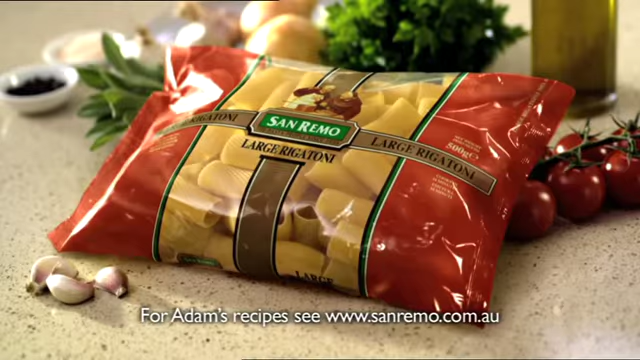 SAN REMO
LARGE RIGATONI
LARGE RIGATONI
500g
LARGE
For Adam's recipes see www.sanremo.com.au